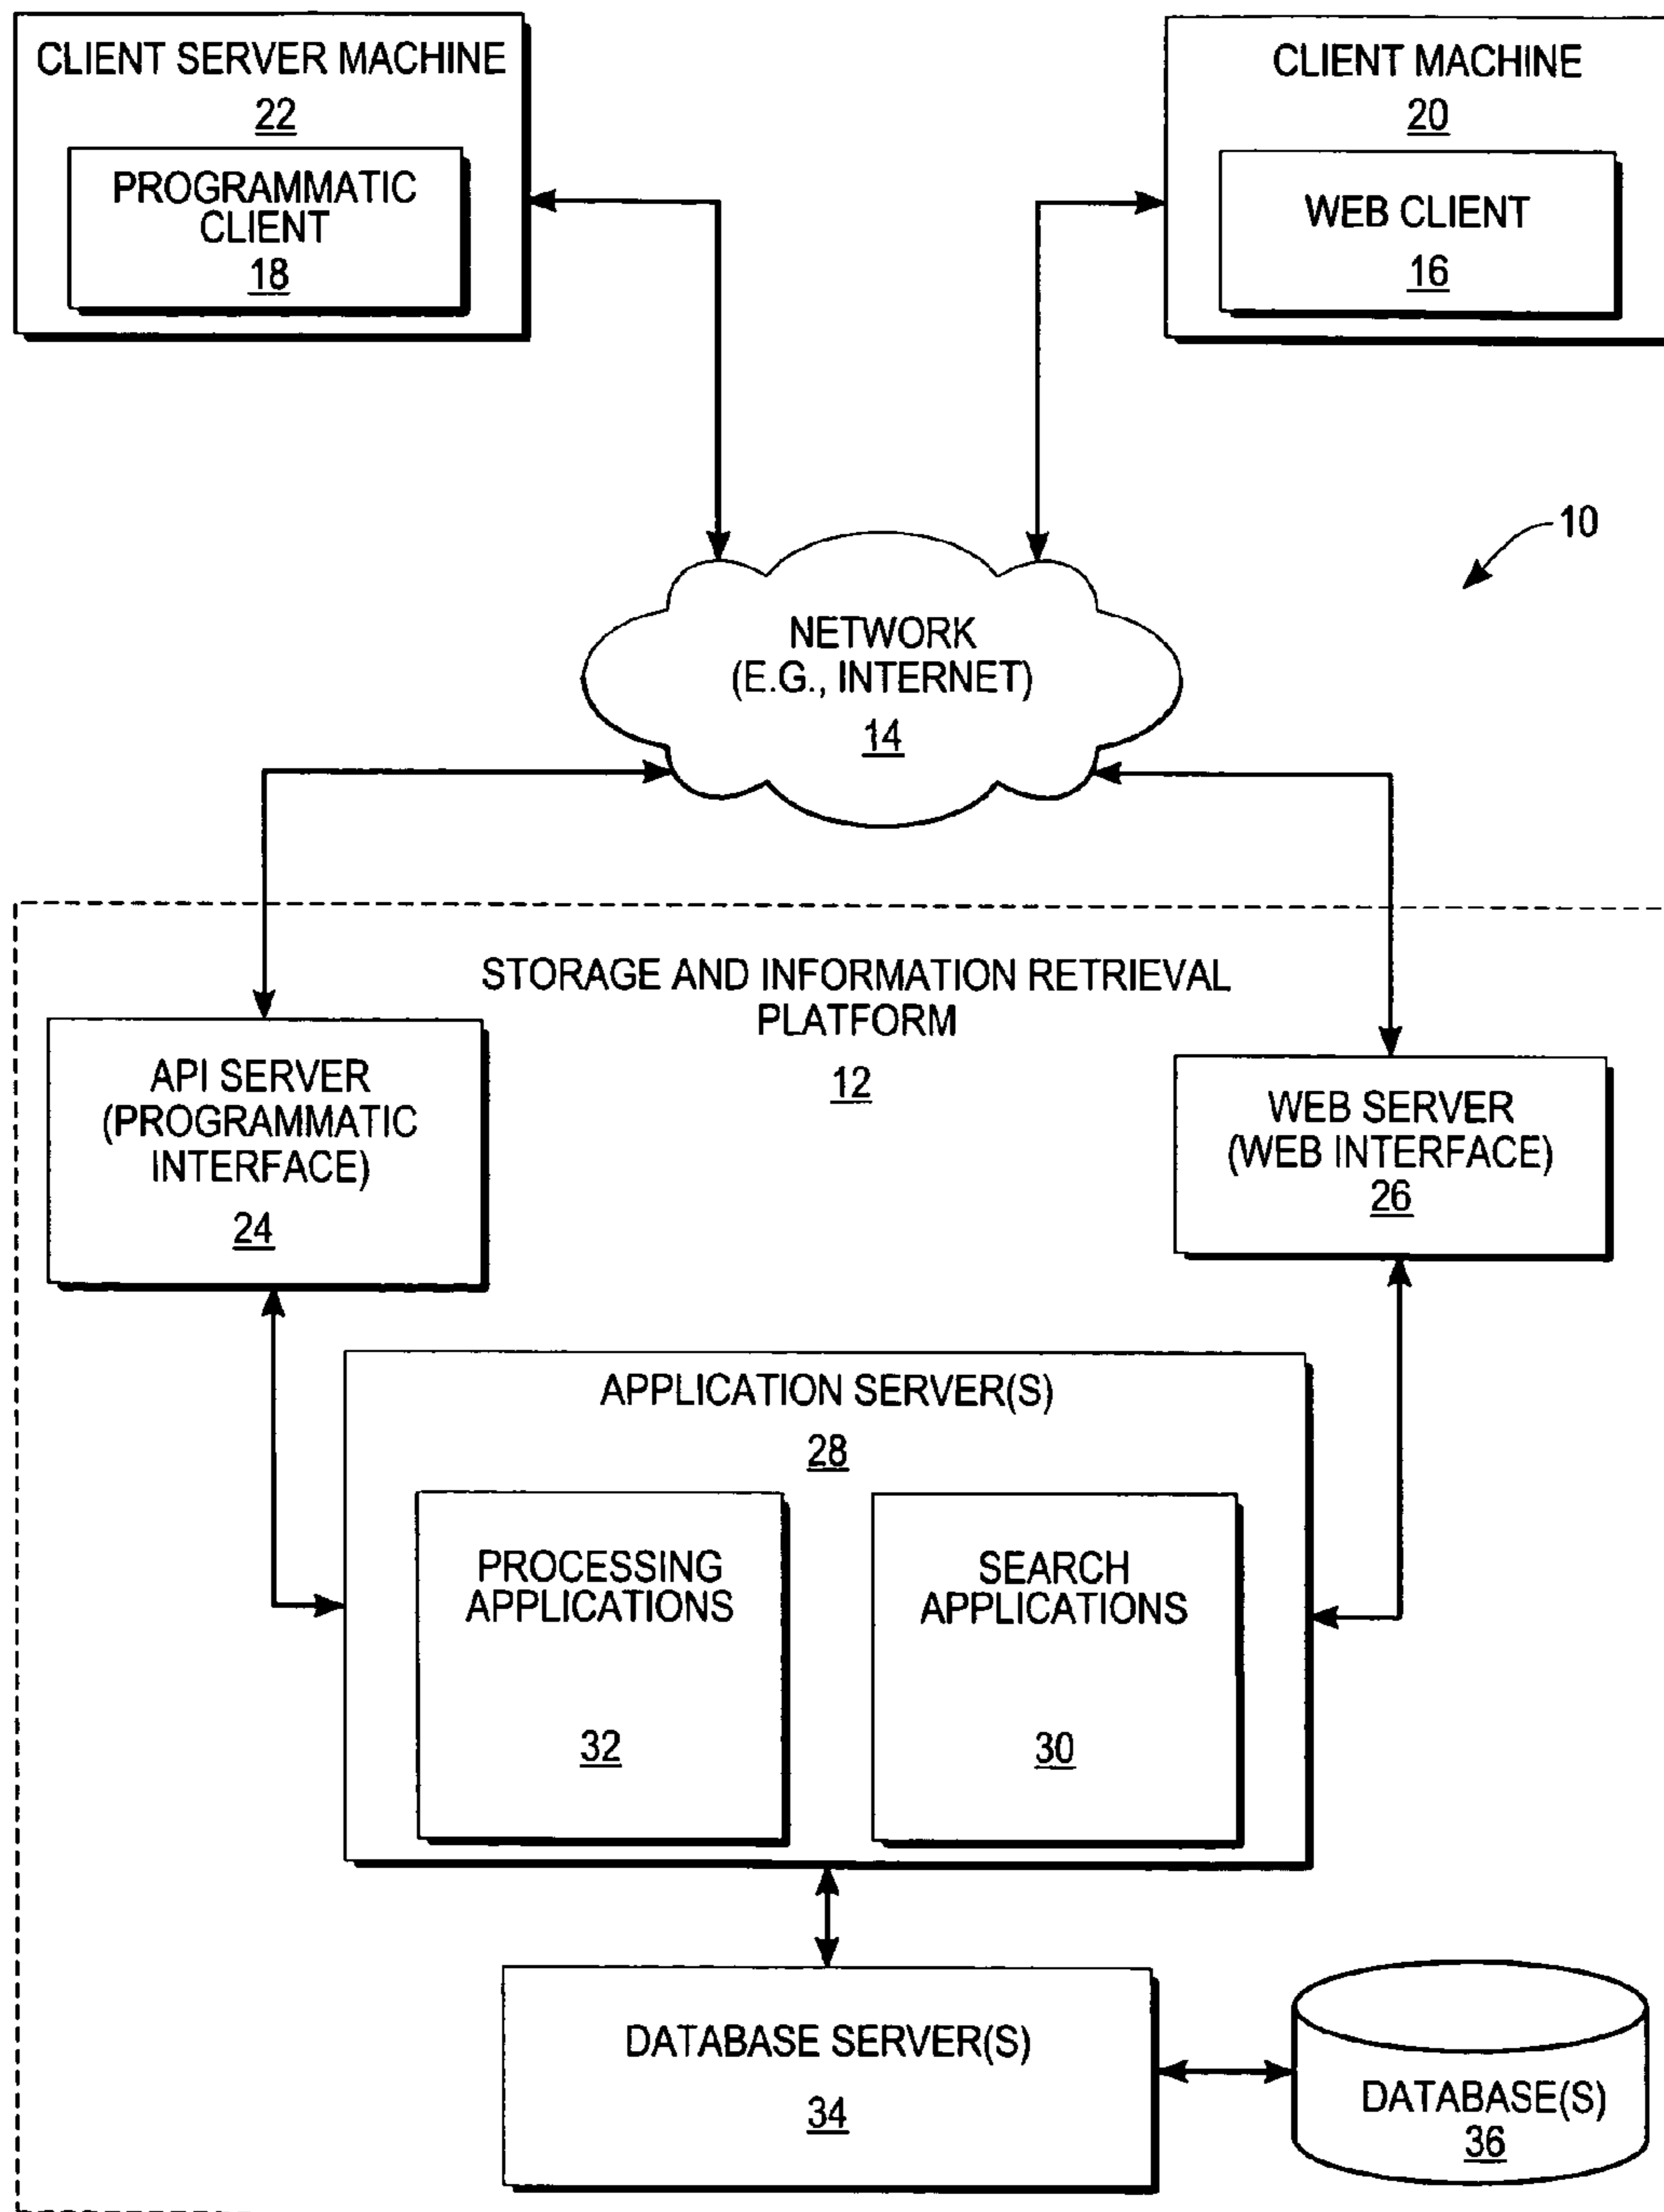 CLIENT SERVER MACHINE
22
PROGRAMMATIC
CLIENT
18
CLIENT MACHINE
20
WEB CLIENT
16
10
NETWORK
(E.G., INTERNET)
14
STORAGE AND INFORMATION RETRIEVAL
PLATFORM
12
API SERVER
(PROGRAMMATIC
INTERFACE)
24
WEB SERVER
(WEB INTERFACE)
26
APPLICATION SERVER(S)
28
PROCESSING
APPLICATIONS
32
SEARCH
APPLICATIONS
30
DATABASE SERVER(S)
34
DATABASE(S)
36